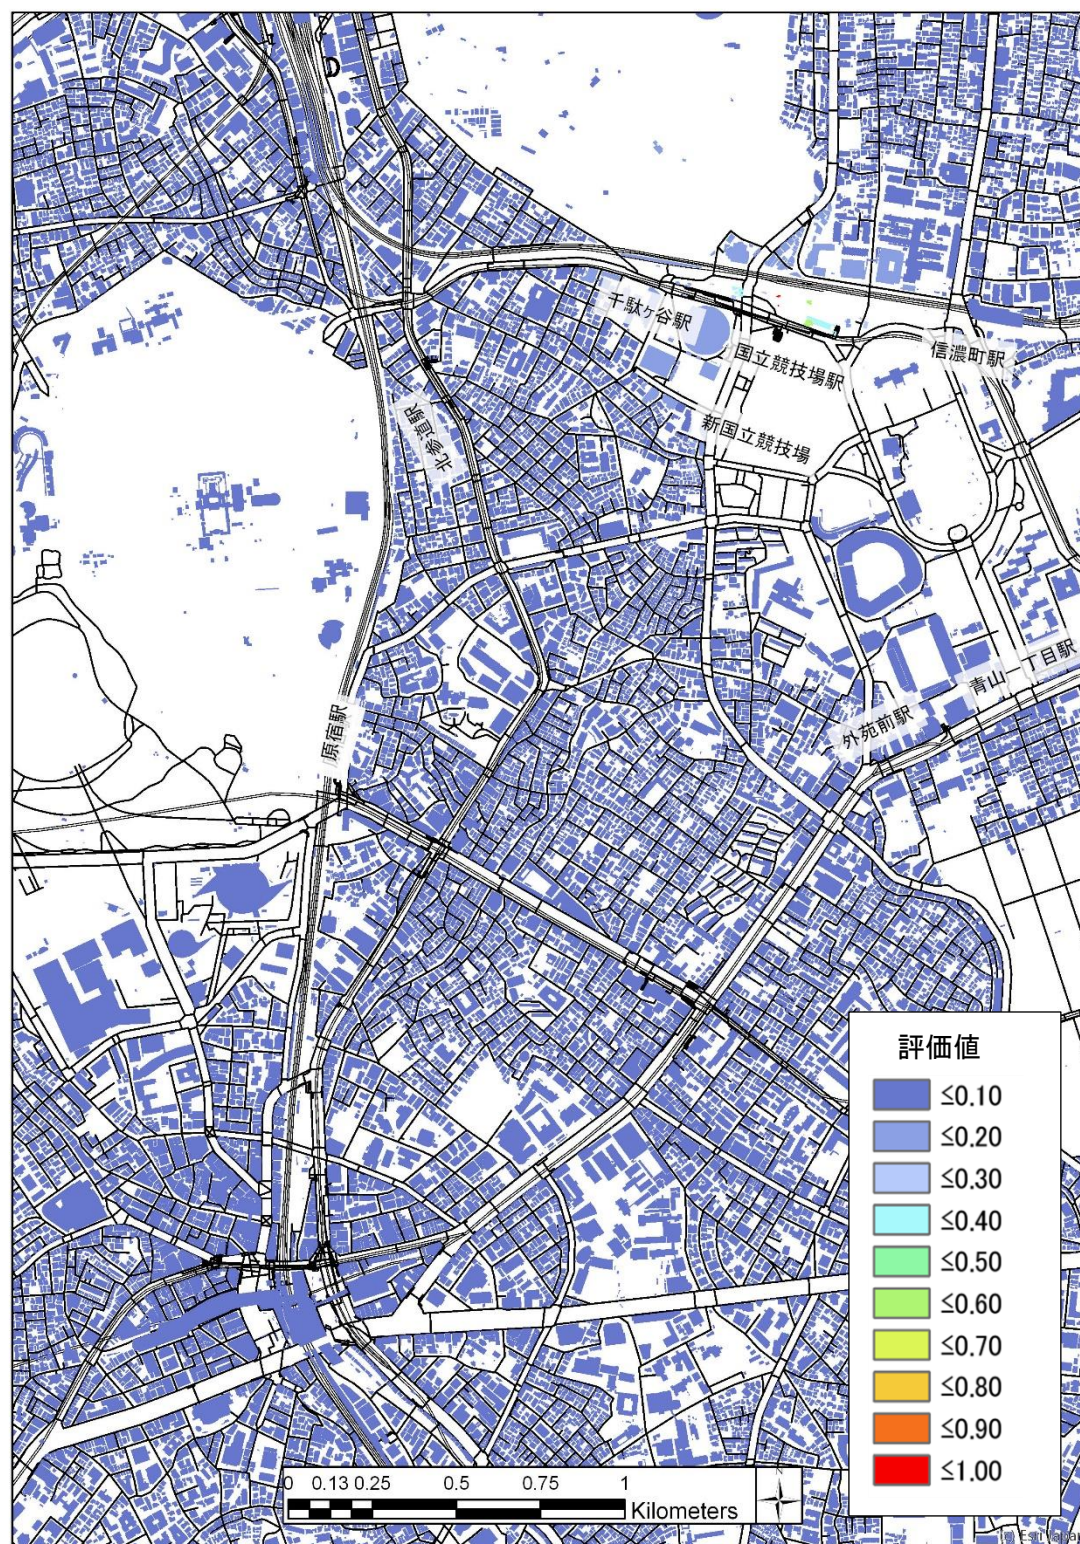 千駄ヶ谷駅
国立競技場駅
信濃町駅
北参道駅
新国立競技場
原宿駅
青山一丁目駅
外苑前駅
評価値
≤0.10
≤0.20
≤0.30
≤0.40
≤0.50
≤0.60
≤0.70
≤0.80
≤0.90
≤1.00
0 0.13 0.25 0.5 0.75 1
Kilometers
N
(c) Esri Japan